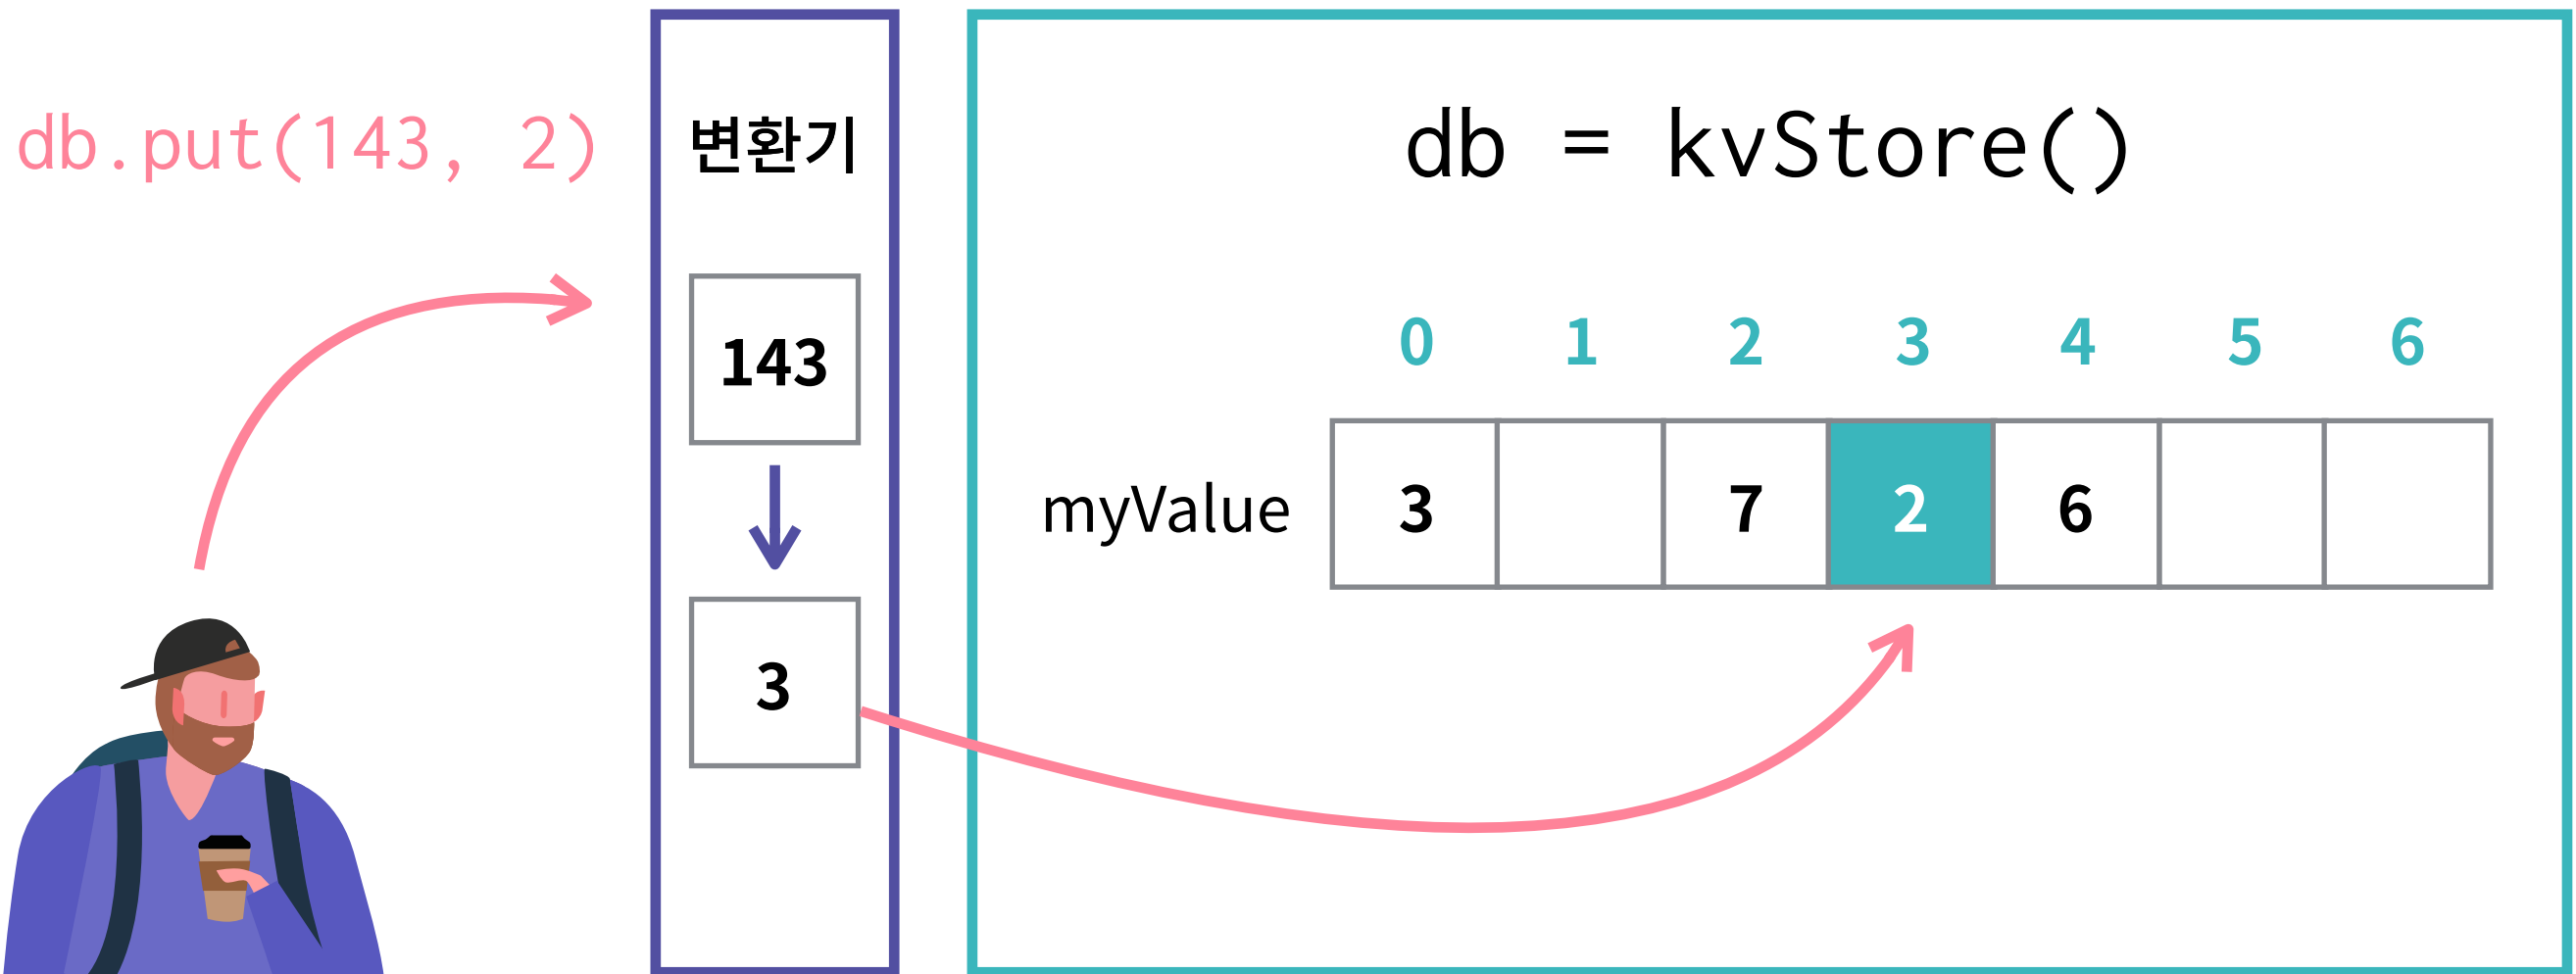 db.put(143, 2)
변환기
143
3
db = kvStore()
0 1 2 3 4 5 6
myValue 3 7 2 6